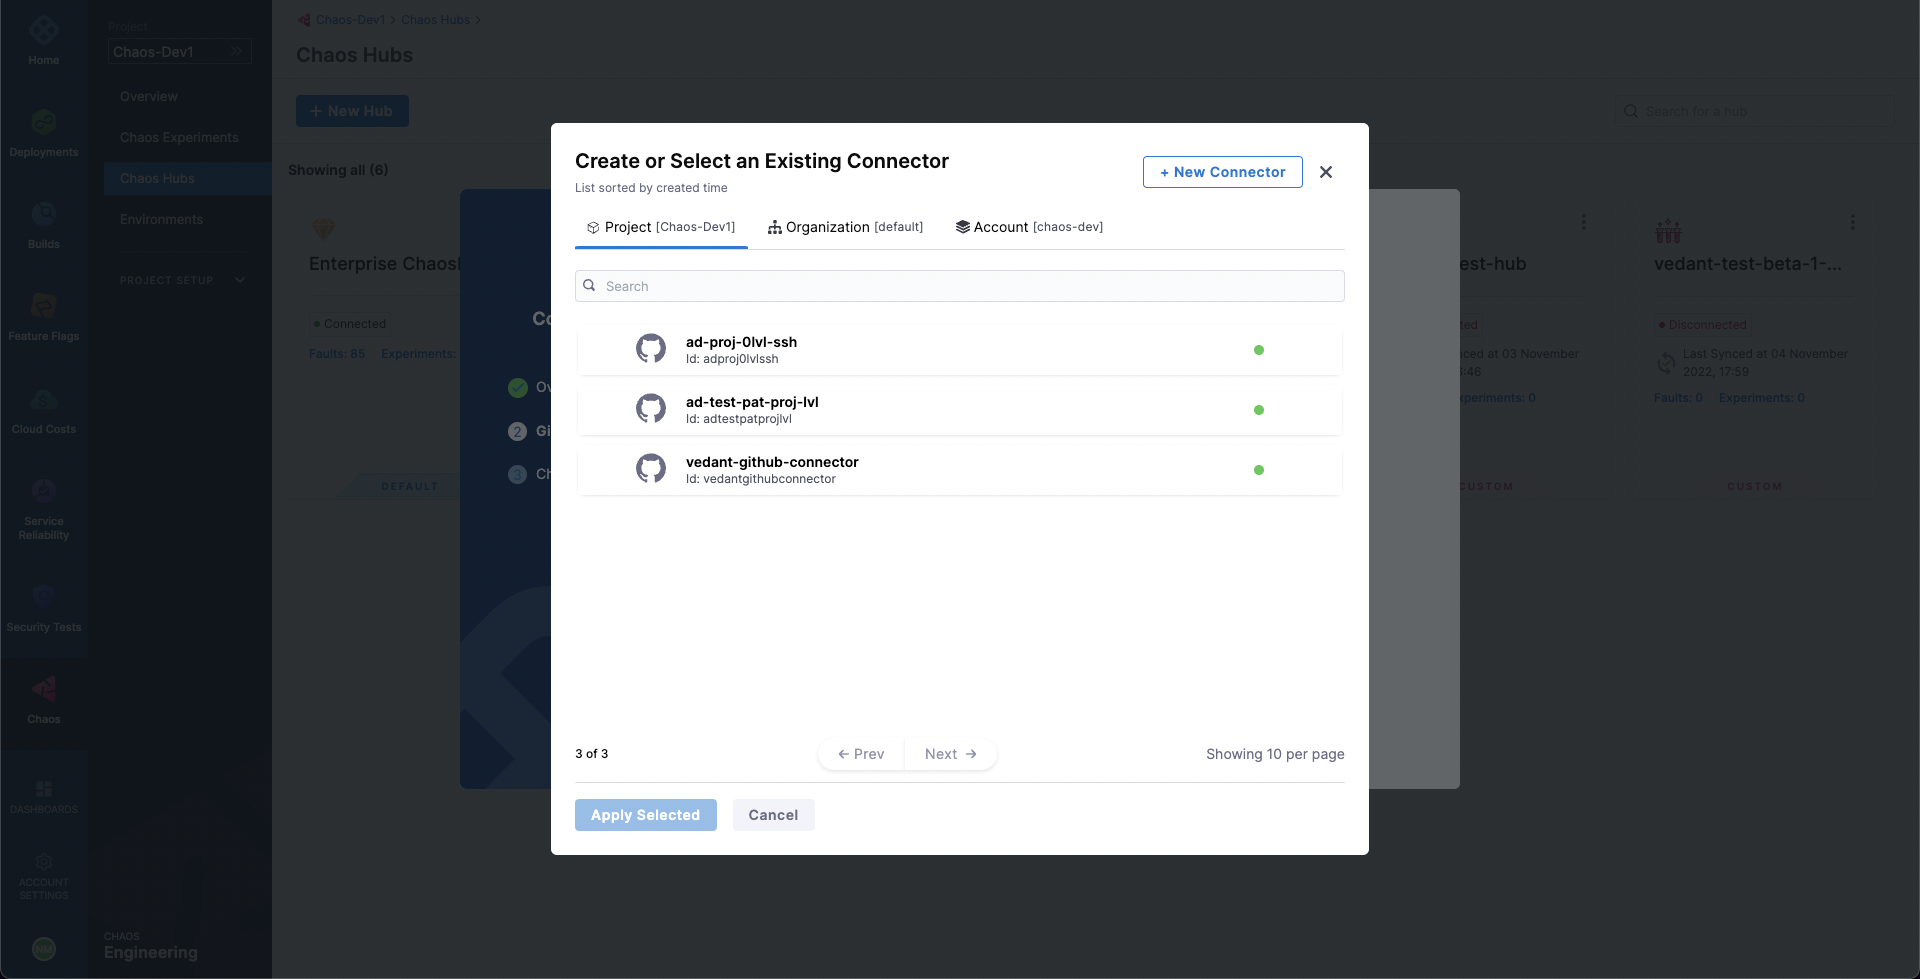 Home
Deployments
Builds
Feature Flags
Cloud Costs
Service
Reliability
Security Tests
Chaos
DASHBOARDS
ACCOUNT
SETTINGS
NM
Project
Chaos-Dev1
Overview
Chaos Experiments
Chaos Hubs
Environments
PROJECT SETUP
CHAOS
Engineering
Chaos-Dev1 > Chaos Hubs >
Chaos Hubs
+ New Hub
Search for a hub
Showing all (6)
Enterprise Chaos
Connected
Faults: 85 Experiments:
DEFAULT
2
3
Create or Select an Existing Connector
List sorted by created time
+ New Connector
Project [Chaos-Dev1]
Organization [default]
Account [chaos-dev]
Search
ad-proj-0lvl-ssh
Id: adproj0lvlssh
ad-test-pat-proj-lvl
Id: adtestpatprojlvl
vedant-github-connector
Id: vedantgithubconnector
3 of 3
← Prev
Next →
Showing 10 per page
Apply Selected
Cancel
est-hub
ced at 03 November
:46
periments: 0
CUSTOM
vedant-test-beta-1-...
Disconnected
Last Synced at 04 November
2022, 17:59
Faults: 0 Experiments: 0
CUSTOM